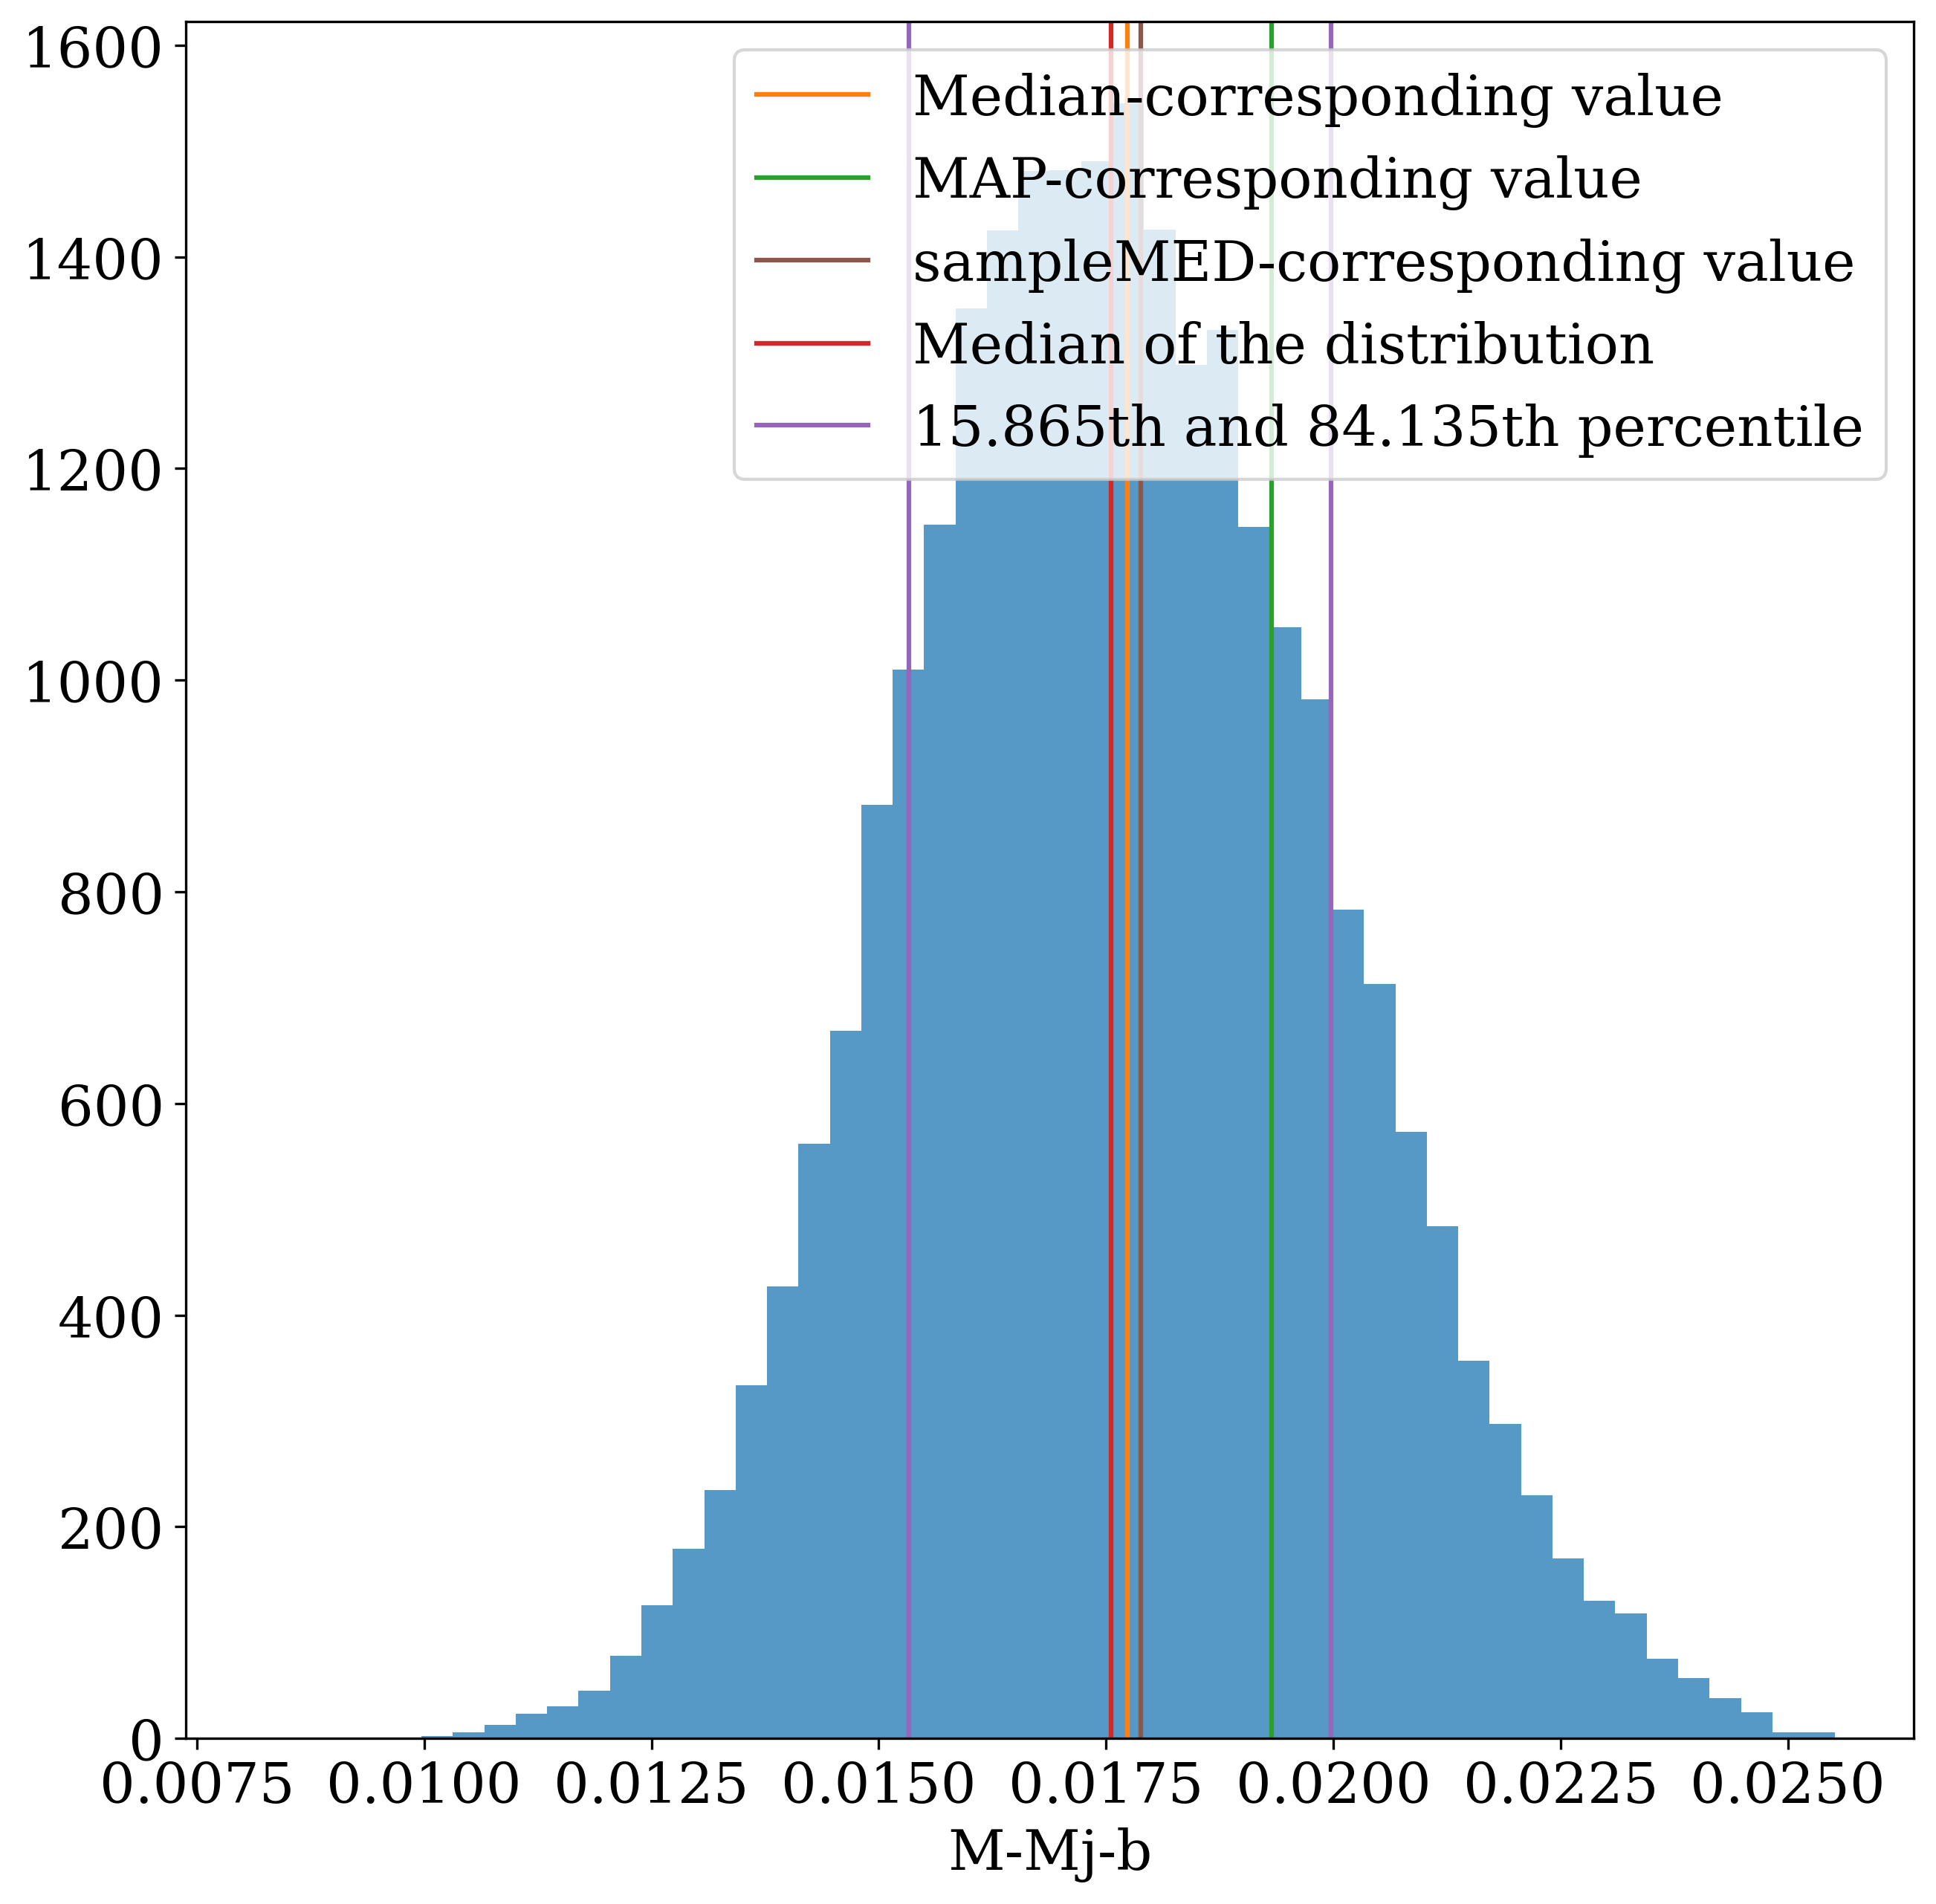 1600
1400
1200
1000
800
600
400
200
0
Median-corresponding value
MAP-corresponding value
sampleMED-corresponding value
Median of the distribution
15.865th and 84.135th percentile
0.0075 0.0100 0.0125 0.0150 0.0175 0.0200 0.0225 0.0250
M-Mj-b